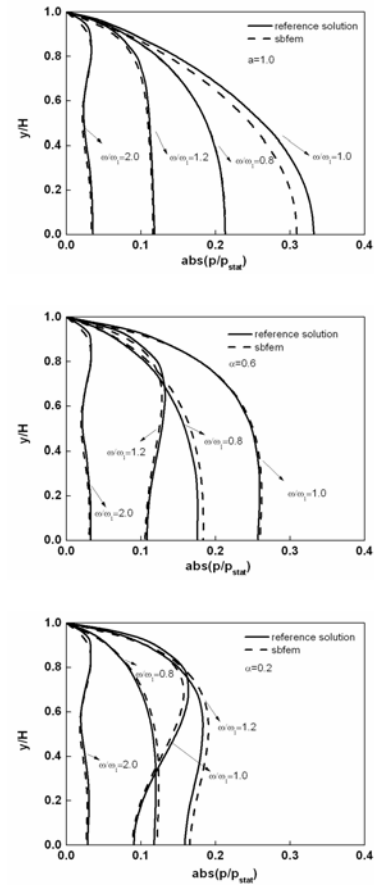 1.0
reference solution
sbfem
0.8
a=1.0
0.6
y/H
0.4
ω/ω₁=1.0
ω/ω₁=2.0
ω/ω₁=1.2
ω/ω₁=0.8
0.2
0.0
0.0 0.1 0.2 0.3 0.4
abs(p/pstat)
1.0
reference solution
sbfem
0.8
α=0.6
0.6
y/H
ω/ω₁=0.8
0.4
ω/ω₁=1.2
ω/ω₁=1.0
0.2
ω/ω₁=2.0
0.0
0.0 0.1 0.2 0.3 0.4
abs(p/pstat)
1.0
reference solution
sbfem
0.8
ω/ω₁=0.8
α=0.2
0.6
ω/ω₁=1.2
y/H
0.4
ω/ω₁=2.0
ω/ω₁=1.0
0.2
0.0
0.0 0.1 0.2 0.3 0.4
abs(p/pstat)